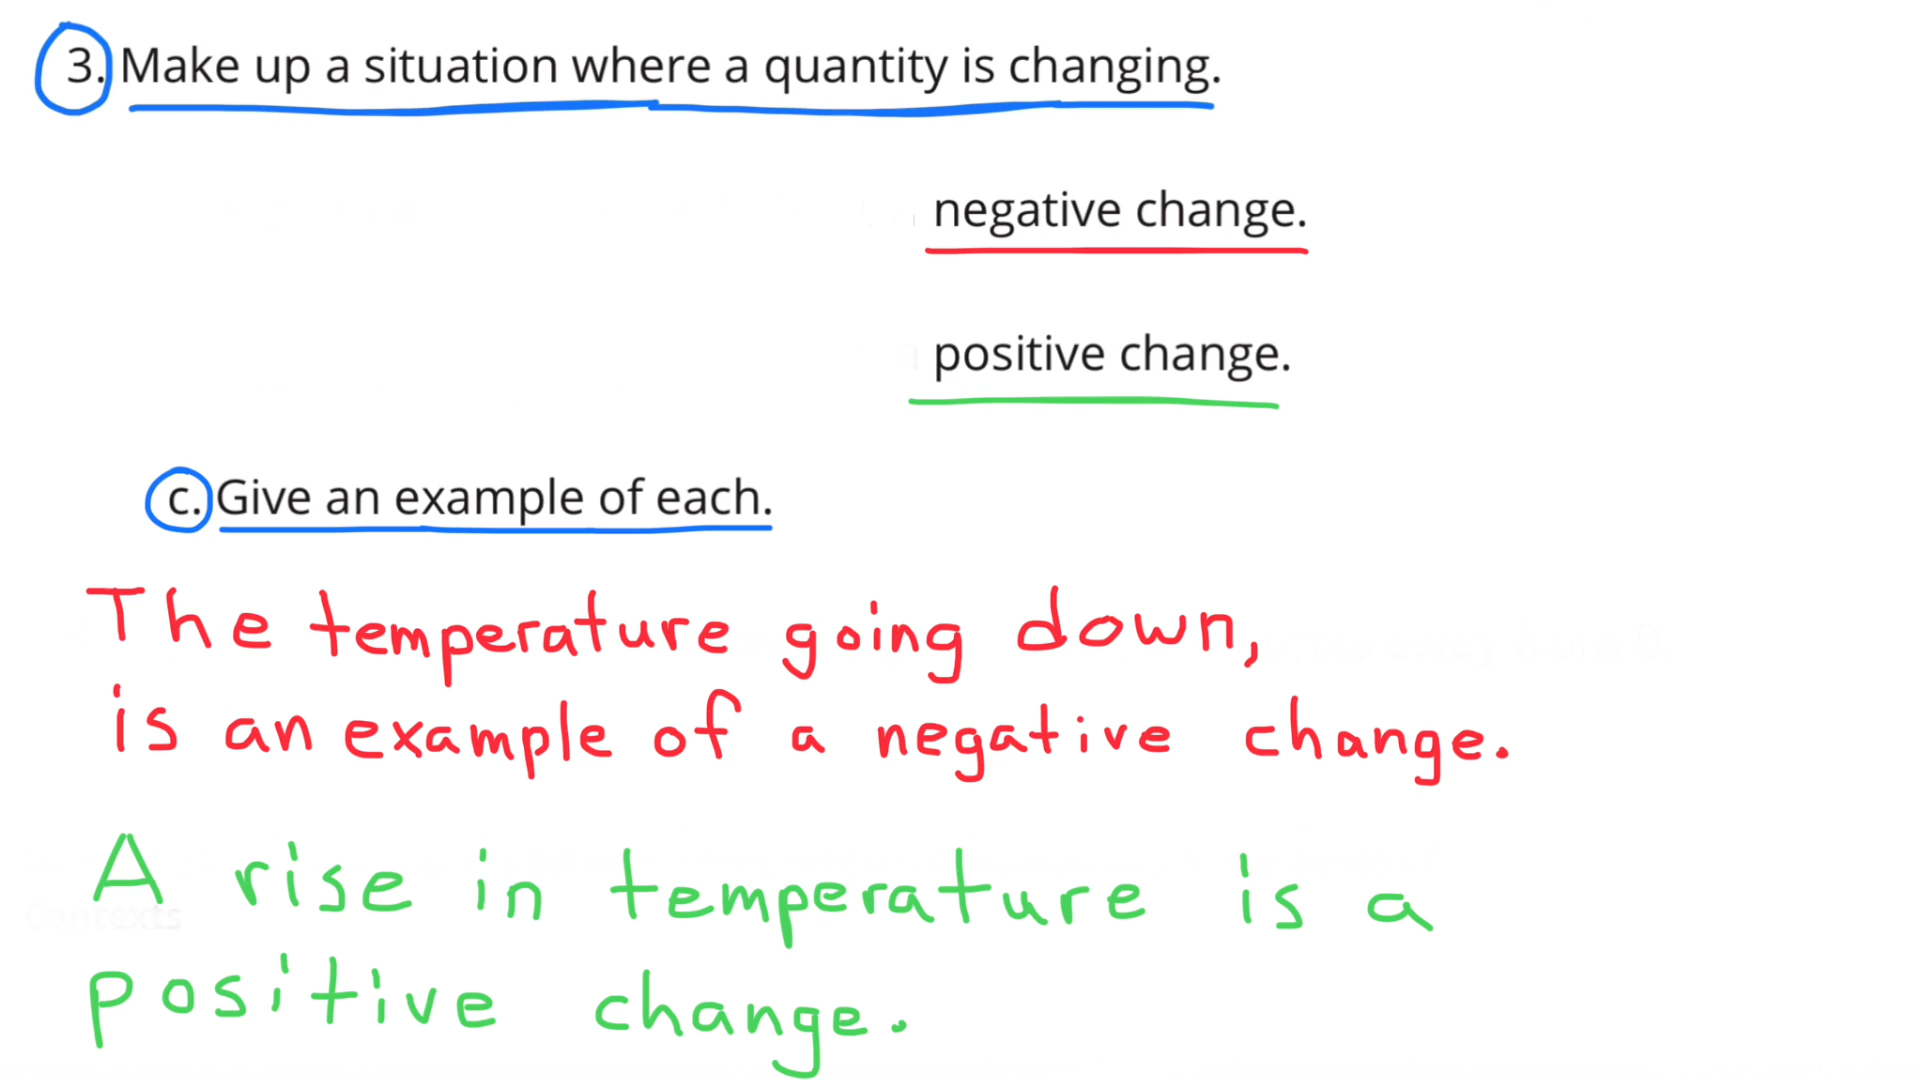 3. Make up a situation where a quantity is changing.
negative change.
positive change.
c. Give an example of each.
The temperature going down,
is an example of a negative change.
A rise in temperature is a
Contexts
positive change.